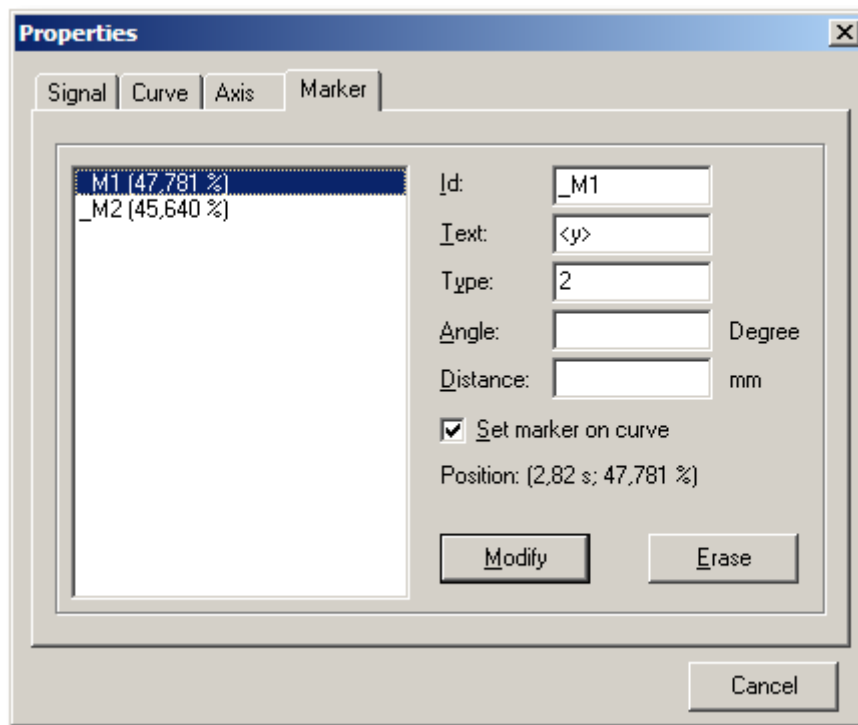 Properties
Signal Curve Axis Marker
_M1 (47,781 %)
_M2 (45,640 %)
Id: _M1
Text: <y>
Type: 2
Angle: Degree
Distance: mm
Set marker on curve
Position: (2,82 s; 47,781 %)
Modify Erase
Cancel